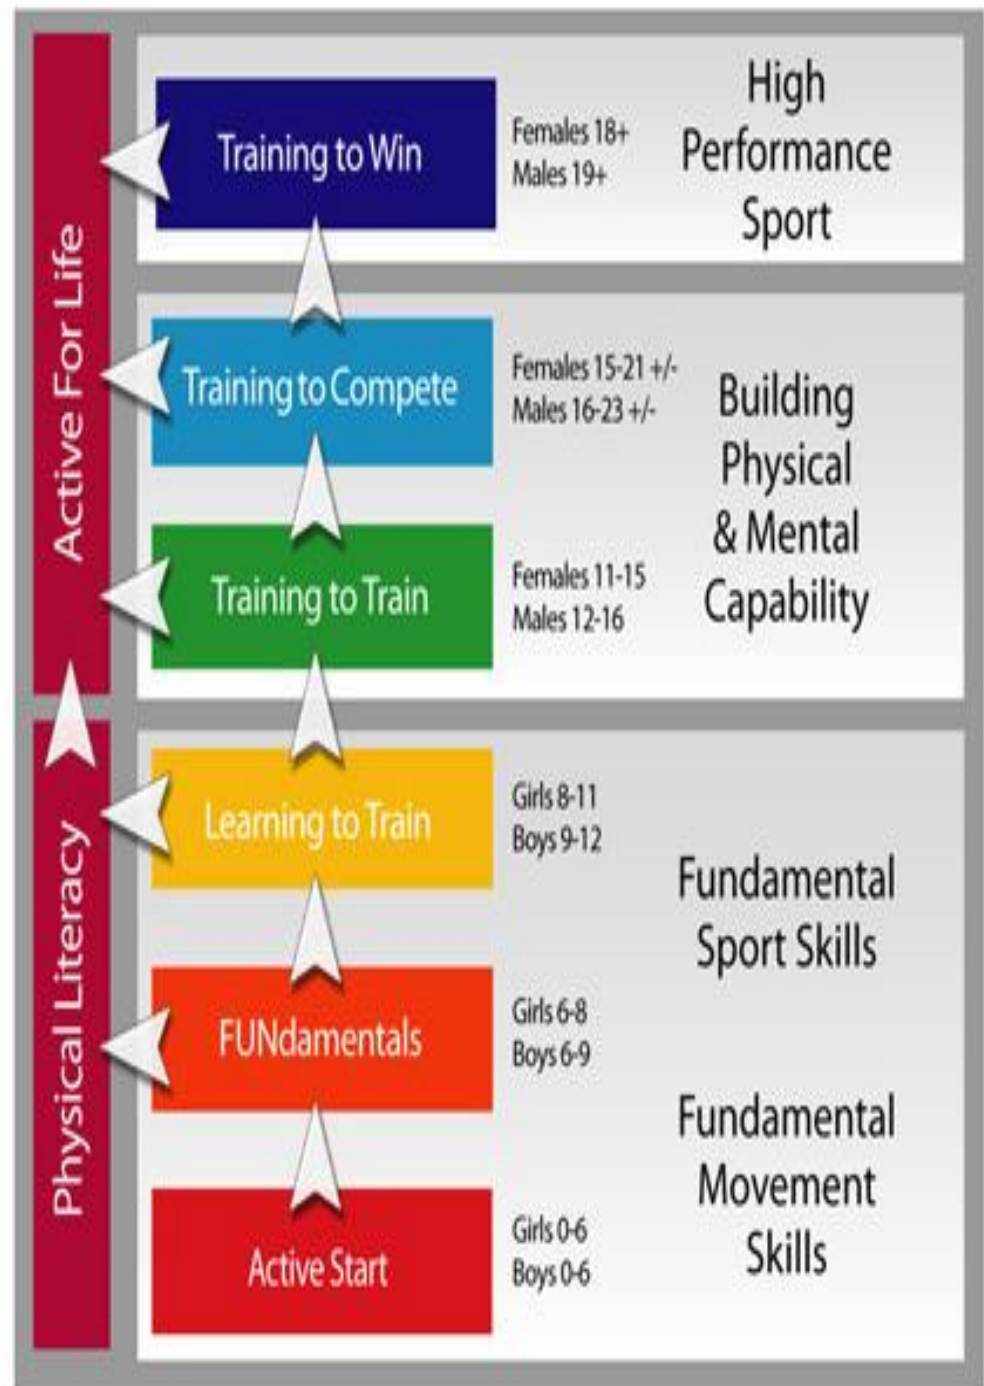 Active For Life
Physical Literacy
Training to Win
Females 18+
Males 19+
High
Performance
Sport
Training to Compete
Females 15-21 +/-
Males 16-23 +/-
Training to Train
Females 11-15
Males 12-16
Building
Physical
& Mental
Capability
Learning to Train
Girls 8-11
Boys 9-12
FUNdamentals
Girls 6-8
Boys 6-9
Active Start
Girls 0-6
Boys 0-6
Fundamental
Sport Skills
Fundamental
Movement
Skills